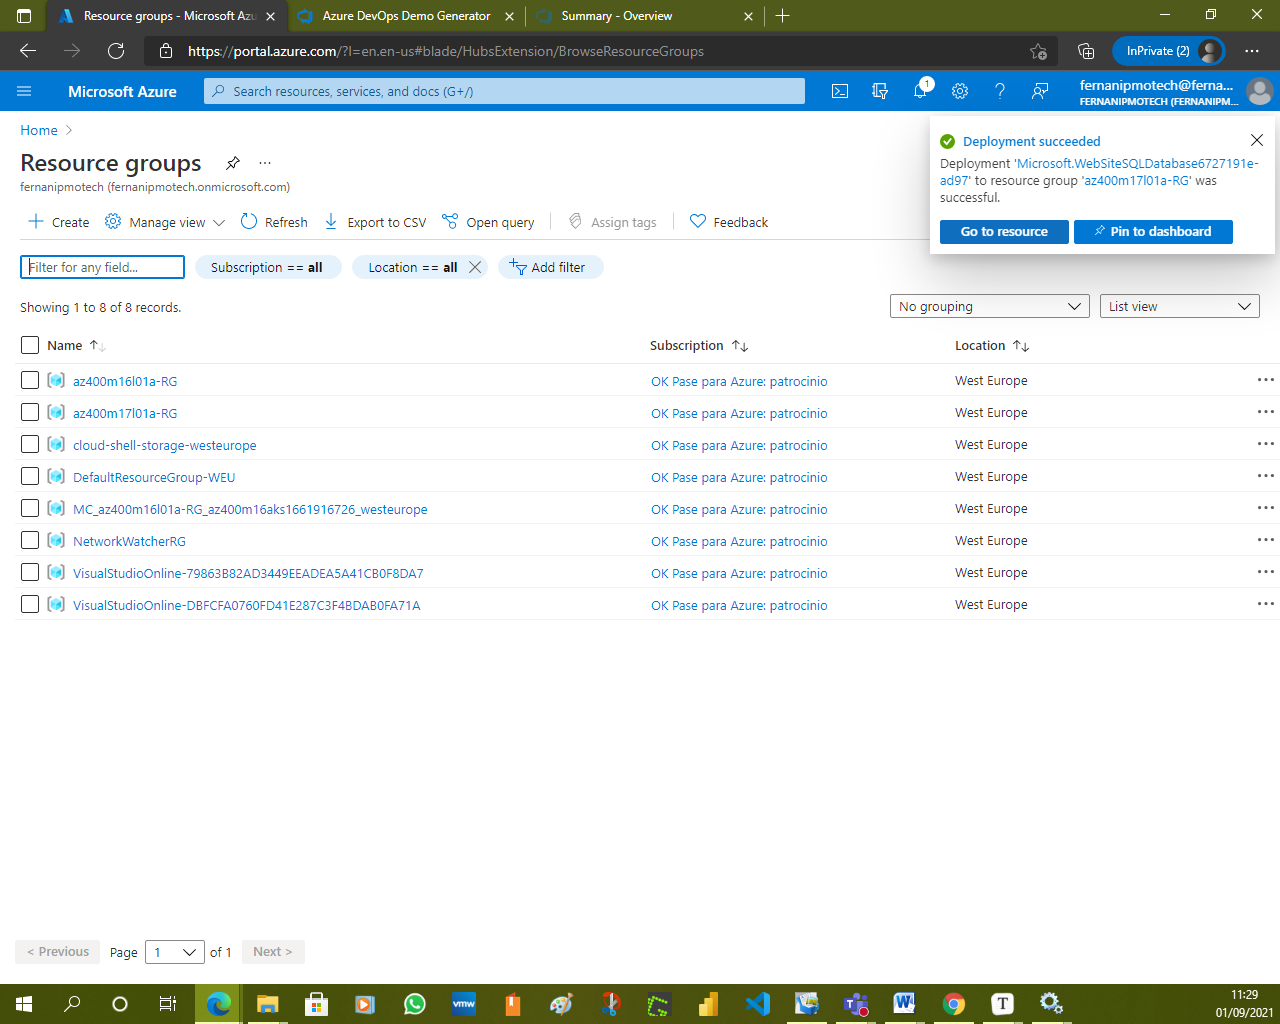 Resource groups - Microsoft Azu
Azure DevOps Demo Generator
Summary - Overview
https://portal.azure.com/?l=en.en-us#blade/HubsExtension/BrowseResourceGroups
InPrivate (2)
Microsoft Azure
Search resources, services, and docs (G+/)
1
fernanipmotech@ferna...
FERNANIPMOTECH (FERNANIPM...
Home
Resource groups
fernanipmotech (fernanipmotech.onmicrosoft.com)
Deployment succeeded
Deployment 'Microsoft.WebSiteSQLDatabase6727191e-
ad97' to resource group 'az400m17l01a-RG' was
successful.
Go to resource
Pin to dashboard
Create
Manage view
Refresh
Export to CSV
Open query
Assign tags
Feedback
Filter for any field...
Subscription == all
Location == all
Add filter
Showing 1 to 8 of 8 records.
No grouping
List view
Name
Subscription
Location
az400m16l01a-RG
OK Pase para Azure: patrocinio
West Europe
az400m17l01a-RG
OK Pase para Azure: patrocinio
West Europe
cloud-shell-storage-westeurope
OK Pase para Azure: patrocinio
West Europe
DefaultResourceGroup-WEU
OK Pase para Azure: patrocinio
West Europe
MC_az400m16l01a-RG_az400m16aks1661916726_westeurope
OK Pase para Azure: patrocinio
West Europe
NetworkWatcherRG
OK Pase para Azure: patrocinio
West Europe
VisualStudioOnline-79863B82AD3449EEADEA5A41CB0F8DA7
OK Pase para Azure: patrocinio
West Europe
VisualStudioOnline-DBFCFA0760FD41E287C3F4BDAB0FA71A
OK Pase para Azure: patrocinio
West Europe
< Previous
Page
1
of 1
Next >
vmw
T
11:29
01/09/2021